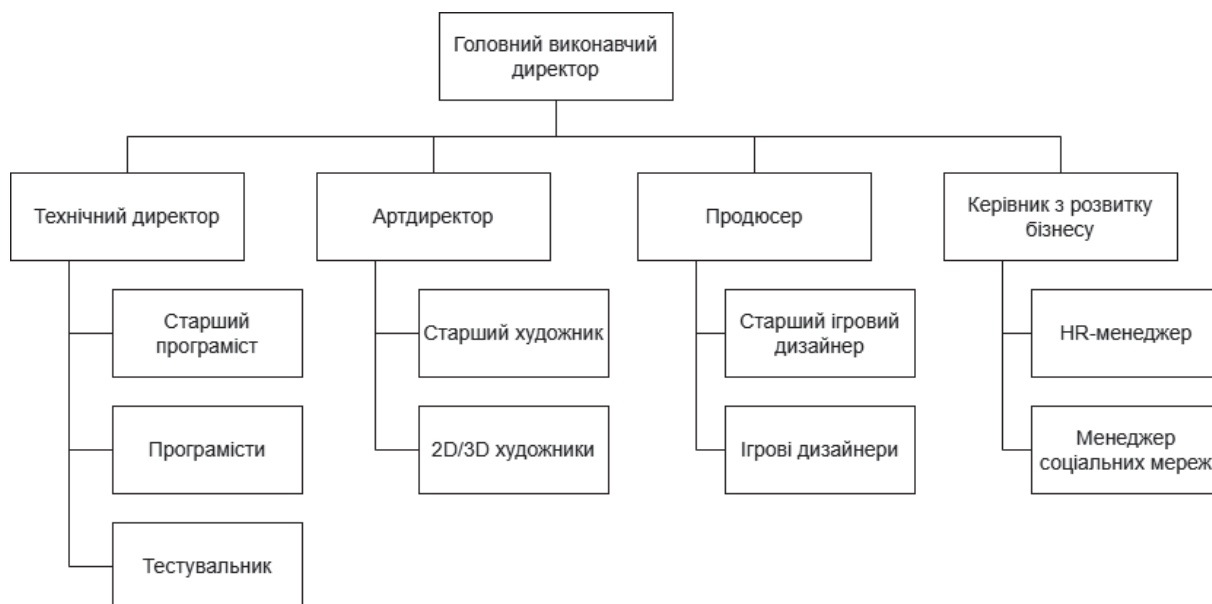 Головний виконавчий
директор
Технічний директор
Артдиректор
Продюсер
Керівник з розвитку
бізнесу
Старший
програміст
Старший художник
Старший ігровий
дизайнер
HR-менеджер
Програмісти
2D/3D художники
Ігрові дизайнери
Менеджер
соціальних мереж
Тестувальник